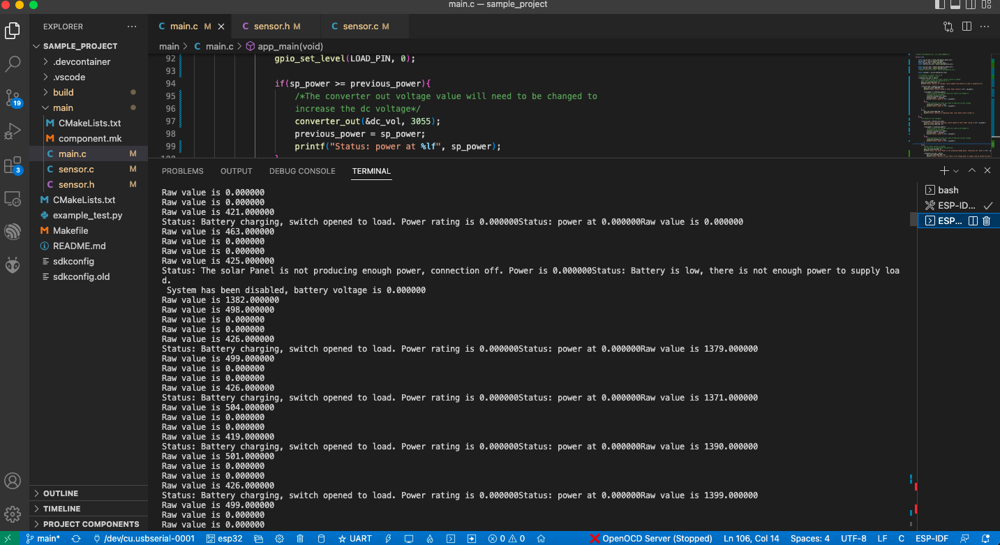 main.c — sample_project
EXPLORER
main.c M
sensor.h M
sensor.c M
main > C main.c > app_main(void)
SAMPLE_PROJECT
.devcontainer
.vscode
build
main
CMakeLists.txt
component.mk
main.c M
sensor.c M
sensor.h M
CMakeLists.txt
example_test.py
Makefile
README.md
sdkconfig
sdkconfig.old
19
3
92 gpio_set_level(LOAD_PIN, 0);
93
94 if(sp_power >= previous_power){
95 /*The converter out voltage value will need to be changed to
96 increase the dc voltage*/
97 converter_out(&dc_vol, 3055);
98 previous_power = sp_power;
99 printf("Status: power at %lf", sp_power);
PROBLEMS OUTPUT DEBUG CONSOLE TERMINAL
bash
ESP-ID...
ESP...
Raw value is 0.000000
Raw value is 0.000000
Raw value is 421.000000
Status: Battery charging, switch opened to load. Power rating is 0.000000Status: power at 0.000000Raw value is 0.000000
Raw value is 463.000000
Raw value is 0.000000
Raw value is 0.000000
Raw value is 425.000000
Status: The solar Panel is not producing enough power, connection off. Power is 0.000000Status: Battery is low, there is not enough power to supply loa
d.
System has been disabled, battery voltage is 0.000000
Raw value is 1382.000000
Raw value is 498.000000
Raw value is 0.000000
Raw value is 0.000000
Raw value is 426.000000
Status: Battery charging, switch opened to load. Power rating is 0.000000Status: power at 0.000000Raw value is 1379.000000
Raw value is 499.000000
Raw value is 0.000000
Raw value is 0.000000
Raw value is 426.000000
Status: Battery charging, switch opened to load. Power rating is 0.000000Status: power at 0.000000Raw value is 1371.000000
Raw value is 504.000000
Raw value is 0.000000
Raw value is 0.000000
Raw value is 419.000000
Status: Battery charging, switch opened to load. Power rating is 0.000000Status: power at 0.000000Raw value is 1390.000000
Raw value is 501.000000
Raw value is 0.000000
Raw value is 0.000000
Raw value is 426.000000
Status: Battery charging, switch opened to load. Power rating is 0.000000Status: power at 0.000000Raw value is 1399.000000
Raw value is 499.000000
Raw value is 0.000000
Raw value is 0.000000
OUTLINE
TIMELINE
PROJECT COMPONENTS
main* /dev/cu.usbserial-0001 esp32 UART 0 0 OpenOCD Server (Stopped) Ln 106, Col 14 Spaces: 4 UTF-8 LF C ESP-IDF